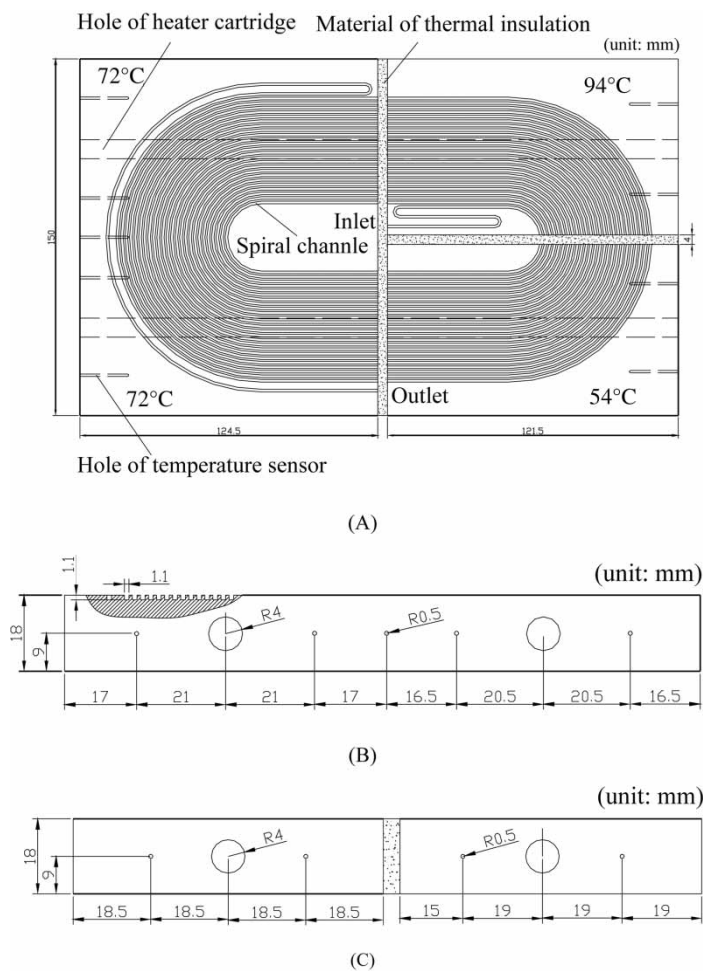 Hole of heater cartridge
Material of thermal insulation
(unit: mm)
72°C
94°C
Inlet
Spiral channle
150
4
Outlet
72°C
54°C
124.5
121.5
Hole of temperature sensor
(A)
(unit: mm)
1.1
1.1
R4
R0.5
18
9
17
21
21
17
16.5
20.5
20.5
16.5
(B)
(unit: mm)
R4
R0.5
18
9
18.5
18.5
18.5
18.5
15
19
19
19
(C)